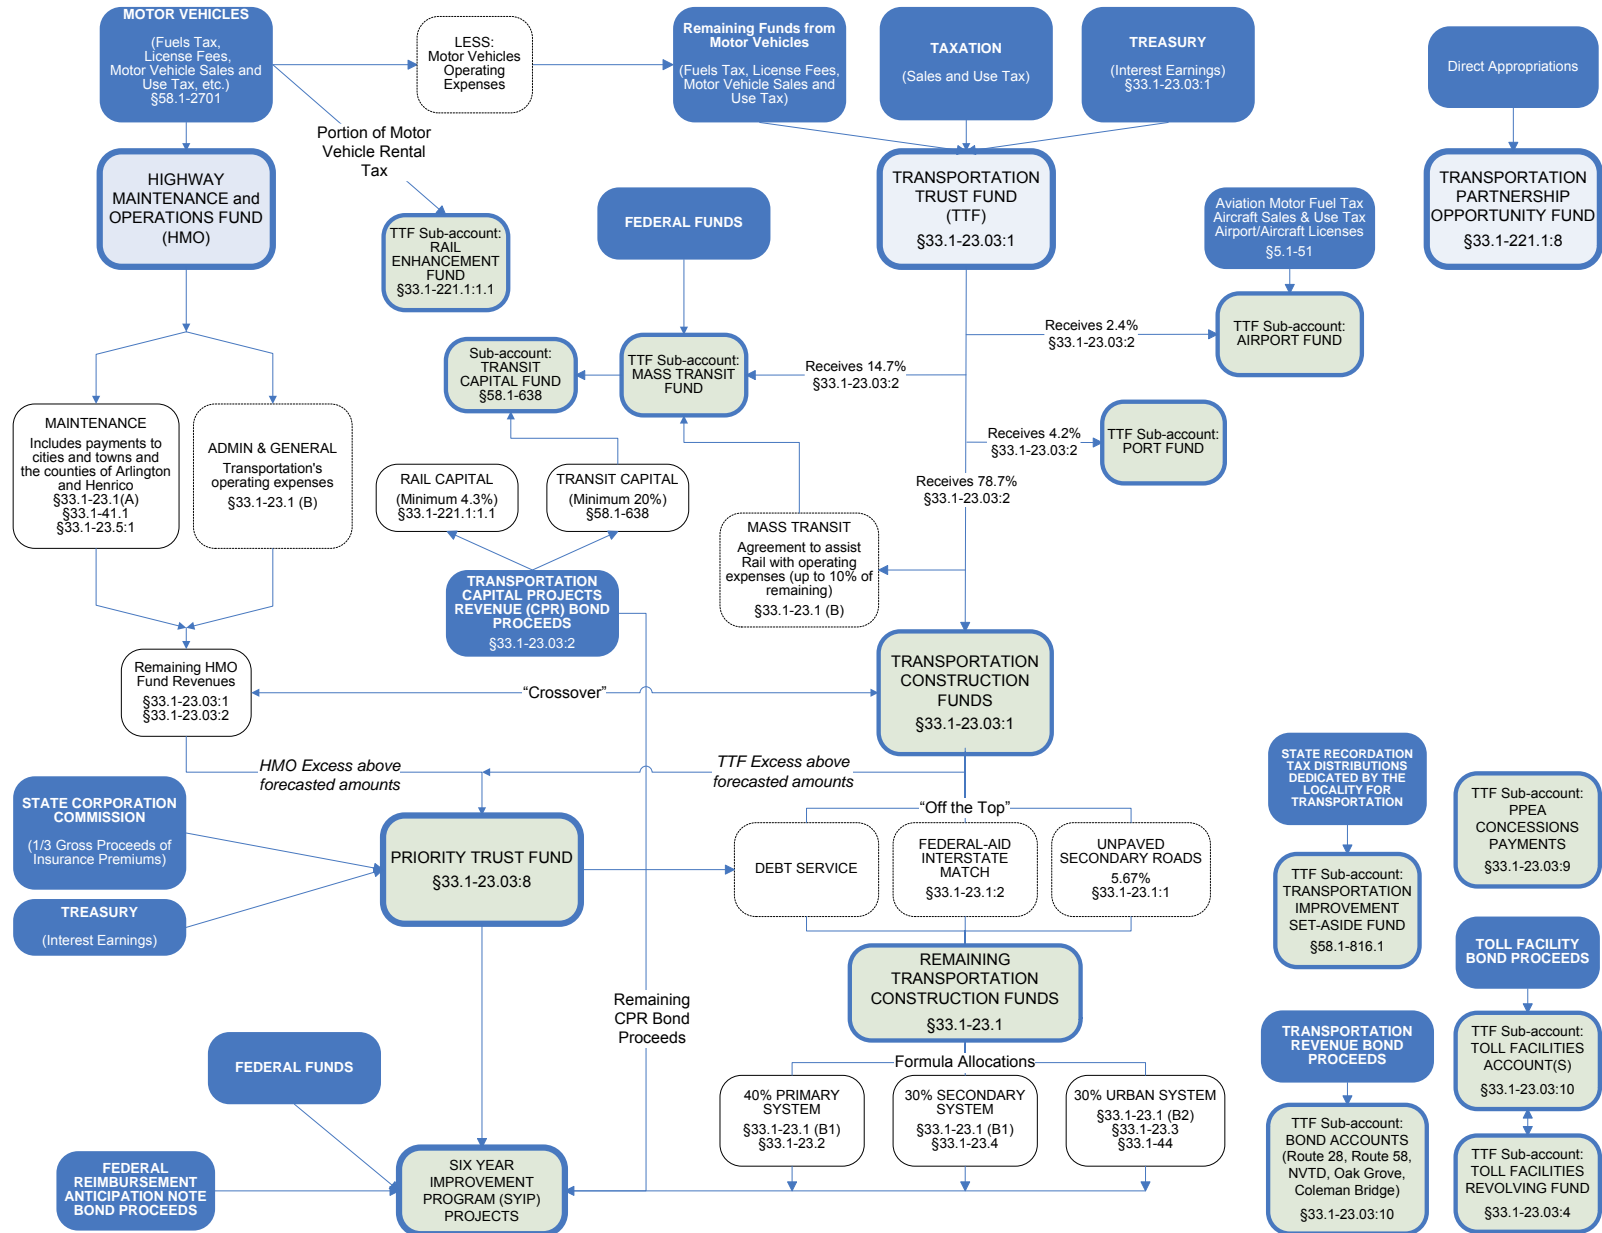 MOTOR VEHICLES
(Fuels Tax,
License Fees,
Motor Vehicle Sales and
Use Tax, etc.)
§58.1-2701
LESS:
Motor Vehicles
Operating
Expenses
Remaining Funds from
Motor Vehicles
(Fuels Tax, License Fees,
Motor Vehicle Sales and
Use Tax)
TAXATION
(Sales and Use Tax)
TREASURY
(Interest Earnings)
§33.1-23.03:1
Direct Appropriations
Portion of Motor
Vehicle Rental
Tax
HIGHWAY
MAINTENANCE and
OPERATIONS FUND
(HMO)
TTF Sub-account:
RAIL
ENHANCEMENT
FUND
§33.1-221.1:1.1
FEDERAL FUNDS
TRANSPORTATION
TRUST FUND
(TTF)
§33.1-23.03:1
Aviation Motor Fuel Tax
Aircraft Sales & Use Tax
Airport/Aircraft Licenses
§5.1-51
TRANSPORTATION
PARTNERSHIP
OPPORTUNITY FUND
§33.1-221.1:8
Receives 2.4%
§33.1-23.03:2
TTF Sub-account:
AIRPORT FUND
Sub-account:
TRANSIT
CAPITAL FUND
§58.1-638
TTF Sub-account:
MASS TRANSIT
FUND
Receives 14.7%
§33.1-23.03:2
Receives 4.2%
§33.1-23.03:2
TTF Sub-account:
PORT FUND
MAINTENANCE
Includes payments to
cities and towns and
the counties of Arlington
and Henrico
§33.1-23.1(A)
§33.1-41.1
§33.1-23.5:1
ADMIN & GENERAL
Transportation's
operating expenses
§33.1-23.1 (B)
RAIL CAPITAL
(Minimum 4.3%)
§33.1-221.1:1.1
TRANSIT CAPITAL
(Minimum 20%)
§58.1-638
Receives 78.7%
§33.1-23.03:2
MASS TRANSIT
Agreement to assist
Rail with operating
expenses (up to 10% of
remaining)
§33.1-23.1 (B)
TRANSPORTATION
CAPITAL PROJECTS
REVENUE (CPR) BOND
PROCEEDS
§33.1-23.03:2
Remaining HMO
Fund Revenues
§33.1-23.03:1
§33.1-23.03:2
“Crossover”
TRANSPORTATION
CONSTRUCTION
FUNDS
§33.1-23.03:1
HMO Excess above
forecasted amounts
TTF Excess above
forecasted amounts
STATE CORPORATION
COMMISSION
(1/3 Gross Proceeds of
Insurance Premiums)
TREASURY
(Interest Earnings)
PRIORITY TRUST FUND
§33.1-23.03:8
“Off the Top”
DEBT SERVICE
FEDERAL-AID
INTERSTATE
MATCH
§33.1-23.1:2
UNPAVED
SECONDARY ROADS
5.67%
§33.1-23.1:1
STATE RECORDATION
TAX DISTRIBUTIONS
DEDICATED BY THE
LOCALITY FOR
TRANSPORTATION
TTF Sub-account:
TRANSPORTATION
IMPROVEMENT
SET-ASIDE FUND
§58.1-816.1
TTF Sub-account:
PPEA
CONCESSIONS
PAYMENTS
§33.1-23.03:9
TOLL FACILITY
BOND PROCEEDS
REMAINING
TRANSPORTATION
CONSTRUCTION FUNDS
§33.1-23.1
Remaining
CPR Bond
Proceeds
TRANSPORTATION
REVENUE BOND
PROCEEDS
TTF Sub-account:
TOLL FACILITIES
ACCOUNT(S)
§33.1-23.03:10
FEDERAL FUNDS
Formula Allocations
40% PRIMARY
SYSTEM
§33.1-23.1 (B1)
§33.1-23.2
30% SECONDARY
SYSTEM
§33.1-23.1 (B1)
§33.1-23.4
30% URBAN SYSTEM
§33.1-23.1 (B2)
§33.1-23.3
§33.1-44
TTF Sub-account:
BOND ACCOUNTS
(Route 28, Route 58,
NVTD, Oak Grove,
Coleman Bridge)
§33.1-23.03:10
TTF Sub-account:
TOLL FACILITIES
REVOLVING FUND
§33.1-23.03:4
FEDERAL
REIMBURSEMENT
ANTICIPATION NOTE
BOND PROCEEDS
SIX YEAR
IMPROVEMENT
PROGRAM (SYIP)
PROJECTS